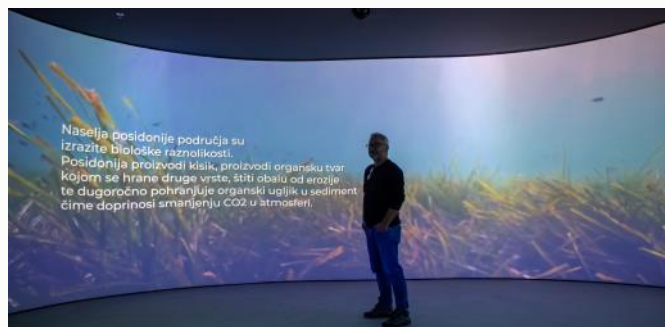 Naselja posidonije područja su
izrazite biološke raznolikosti.
Posidonija proizvodi kisik, proizvodi organsku tvar
kojom se hrane druge vrste, štiti obalu od erozije
te dugoročno pohranjuje organski ugljik u sediment
čime doprinosi smanjenju CO2 u atmosferi.